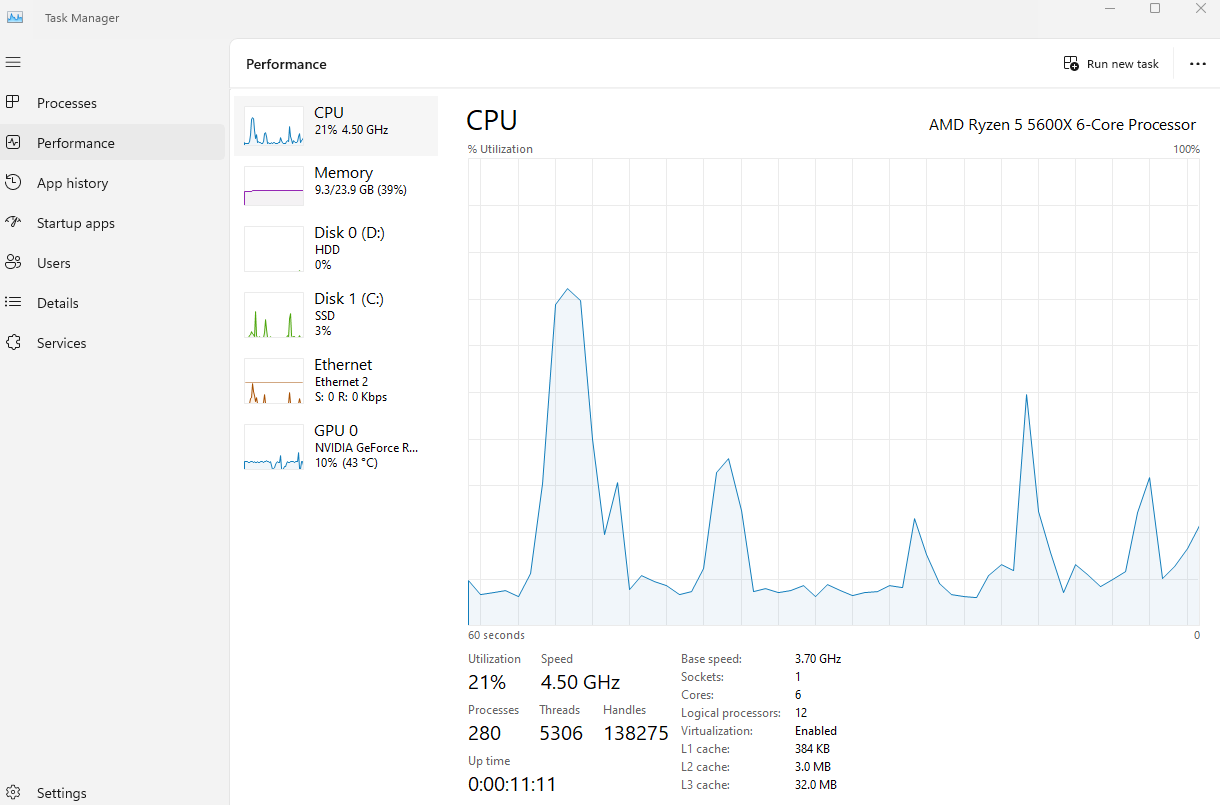 Task Manager
Performance
Run new task
Processes
Performance
App history
Startup apps
Users
Details
Services
Settings
CPU
21% 4.50 GHz
Memory
9.3/23.9 GB (39%)
Disk 0 (D:)
HDD
0%
Disk 1 (C:)
SSD
3%
Ethernet
Ethernet 2
S: 0 R: 0 Kbps
GPU 0
NVIDIA GeForce R...
10% (43 °C)
CPU
AMD Ryzen 5 5600X 6-Core Processor
% Utilization
100%
60 seconds
0
Utilization
Speed
21%
4.50 GHz
Processes
Threads
Handles
280
5306
138275
Up time
0:00:11:11
Base speed: 3.70 GHz
Sockets: 1
Cores: 6
Logical processors: 12
Virtualization: Enabled
L1 cache: 384 KB
L2 cache: 3.0 MB
L3 cache: 32.0 MB